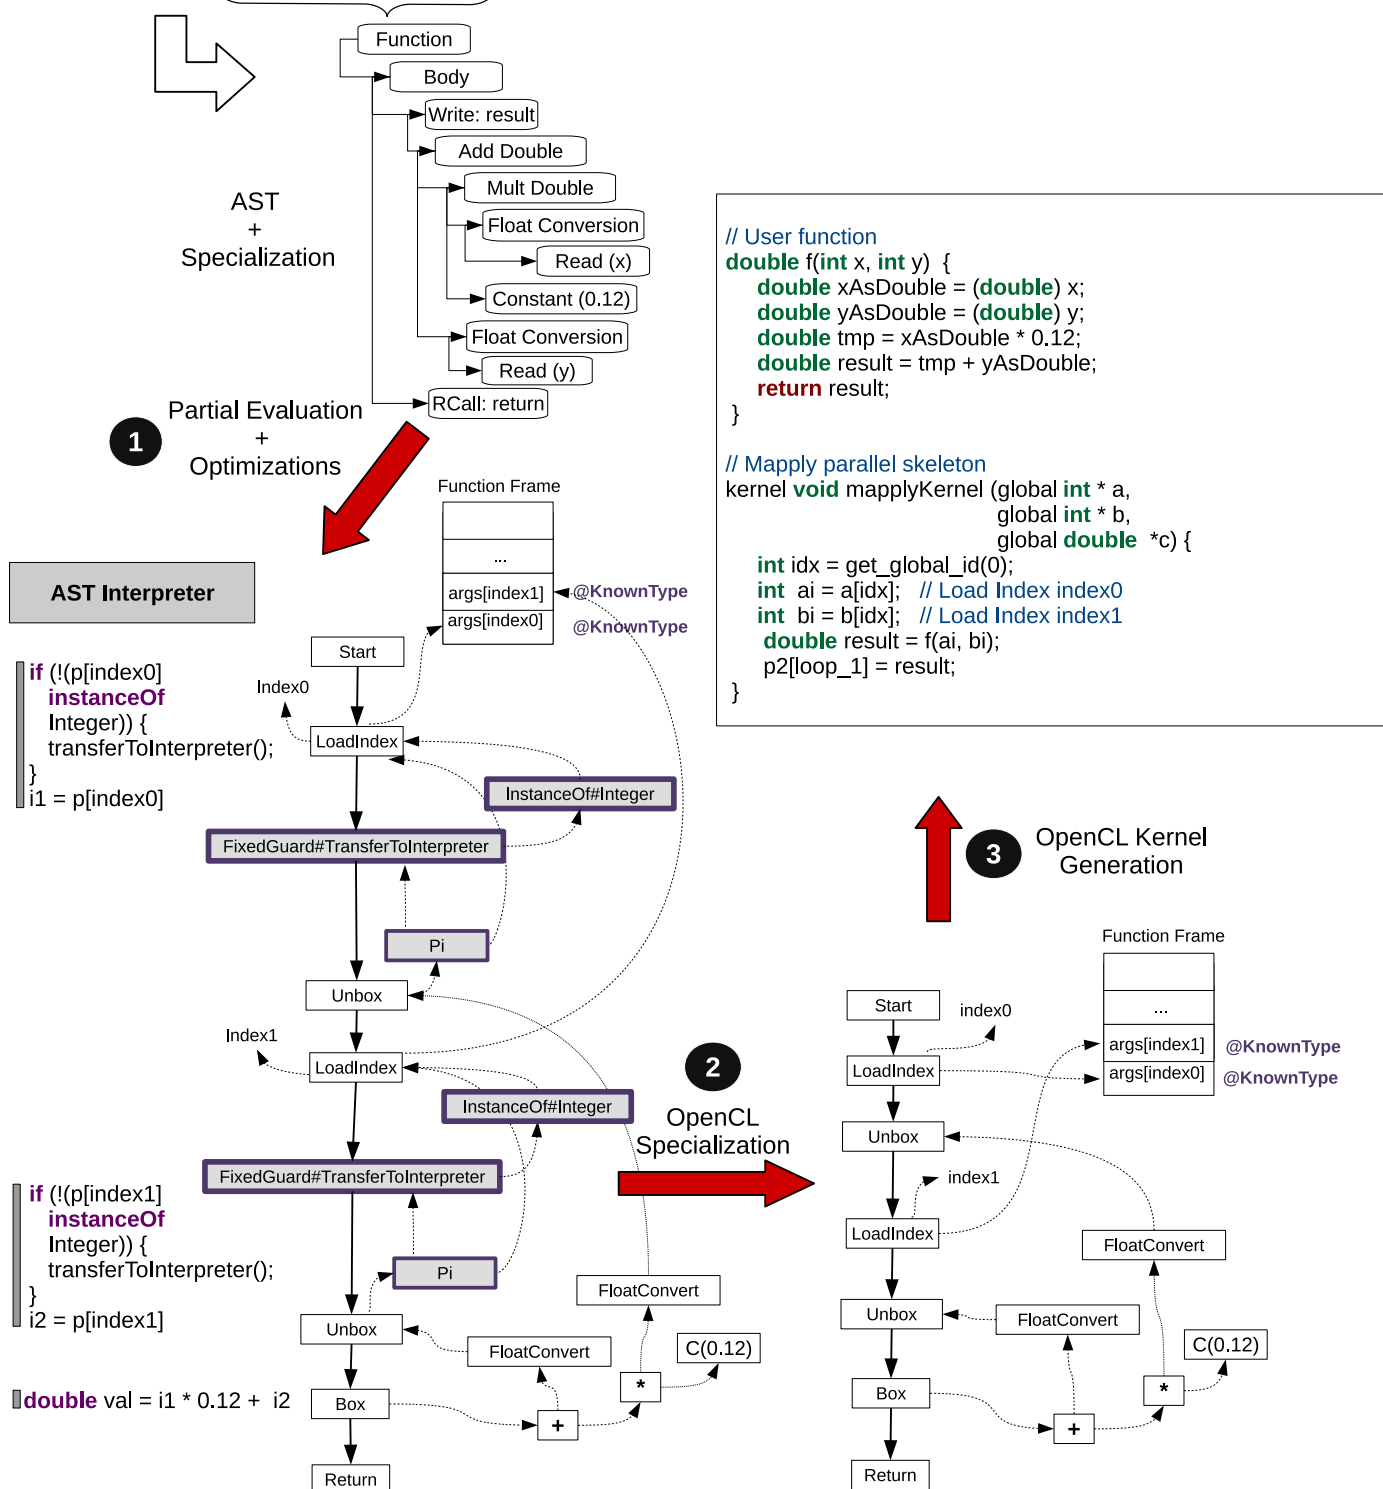 Function
Body
Write: result
Add Double
Mult Double
Float Conversion
Read (x)
Constant (0.12)
Float Conversion
Read (y)
RCall: return
AST
+
Specialization
1
Partial Evaluation
+
Optimizations
Function Frame
...
args[index1]
args[index0]
@KnownType
@KnownType
AST Interpreter
if (!(p[index0]
instanceOf
Integer)) {
transferToInterpreter();
}
i1 = p[index0]
Start
Index0
LoadIndex
InstanceOf#Integer
FixedGuard#TransferToInterpreter
Pi
Unbox
Index1
LoadIndex
InstanceOf#Integer
FixedGuard#TransferToInterpreter
if (!(p[index1]
instanceOf
Integer)) {
transferToInterpreter();
}
i2 = p[index1]
Pi
FloatConvert
Unbox
FloatConvert
C(0.12)
*
double val = i1 * 0.12 + i2
Box
+
Return
2
OpenCL
Specialization
// User function
double f(int x, int y) {
double xAsDouble = (double) x;
double yAsDouble = (double) y;
double tmp = xAsDouble * 0.12;
double result = tmp + yAsDouble;
return result;
}
// Mapply parallel skeleton
kernel void mapplyKernel (global int * a,
global int * b,
global double *c) {
int idx = get_global_id(0);
int ai = a[idx]; // Load Index index0
int bi = b[idx]; // Load Index index1
double result = f(ai, bi);
p2[loop_1] = result;
}
3
OpenCL Kernel
Generation
Function Frame
...
args[index1]
args[index0]
@KnownType
@KnownType
Start
index0
LoadIndex
Unbox
index1
LoadIndex
FloatConvert
Unbox
FloatConvert
C(0.12)
*
Box
+
Return